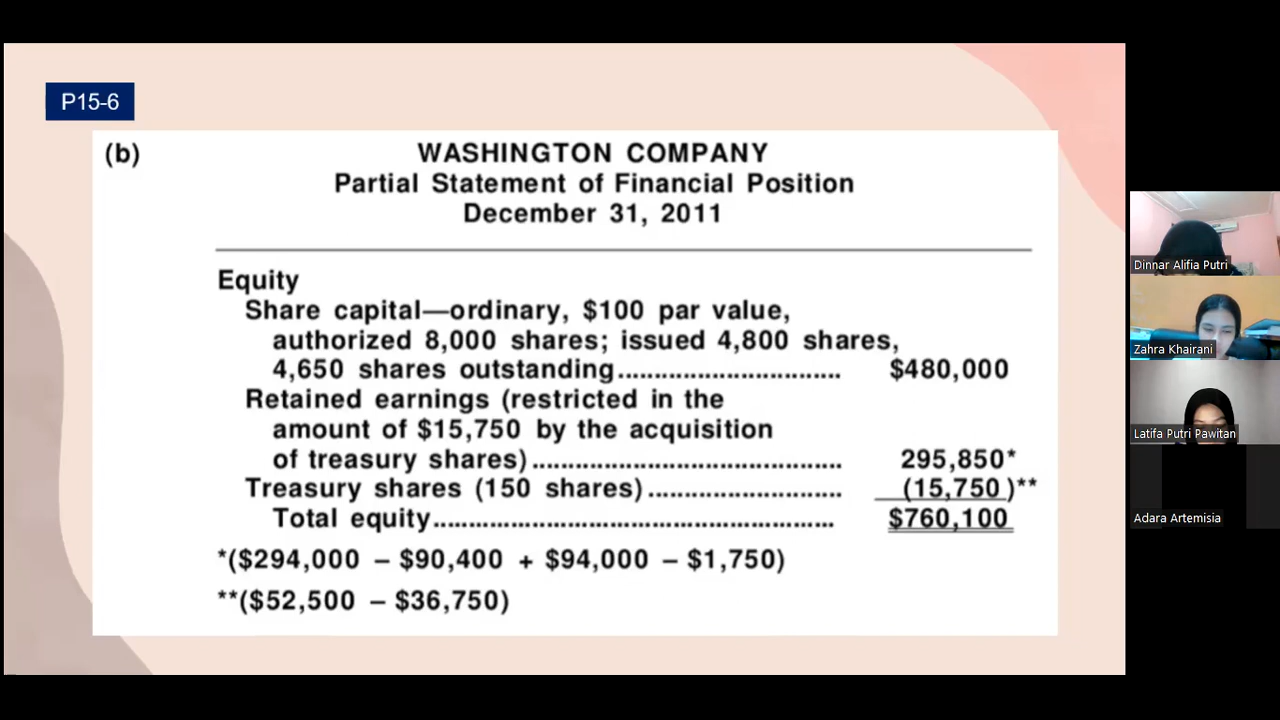 P15-6
(b)
WASHINGTON COMPANY
Partial Statement of Financial Position
December 31, 2011
Equity
Share capital—ordinary, $100 par value,
authorized 8,000 shares; issued 4,800 shares,
4,650 shares outstanding............................... $480,000
Retained earnings (restricted in the
amount of $15,750 by the acquisition
of treasury shares)........................................... 295,850*
Treasury shares (150 shares)........................... (15,750)**
Total equity........................................................ $760,100
*($294,000 – $90,400 + $94,000 – $1,750)
**($52,500 – $36,750)
Dinnar Alifia Putri
Zahra Khairani
Latifa Putri Pawitan
Adara Artemisia